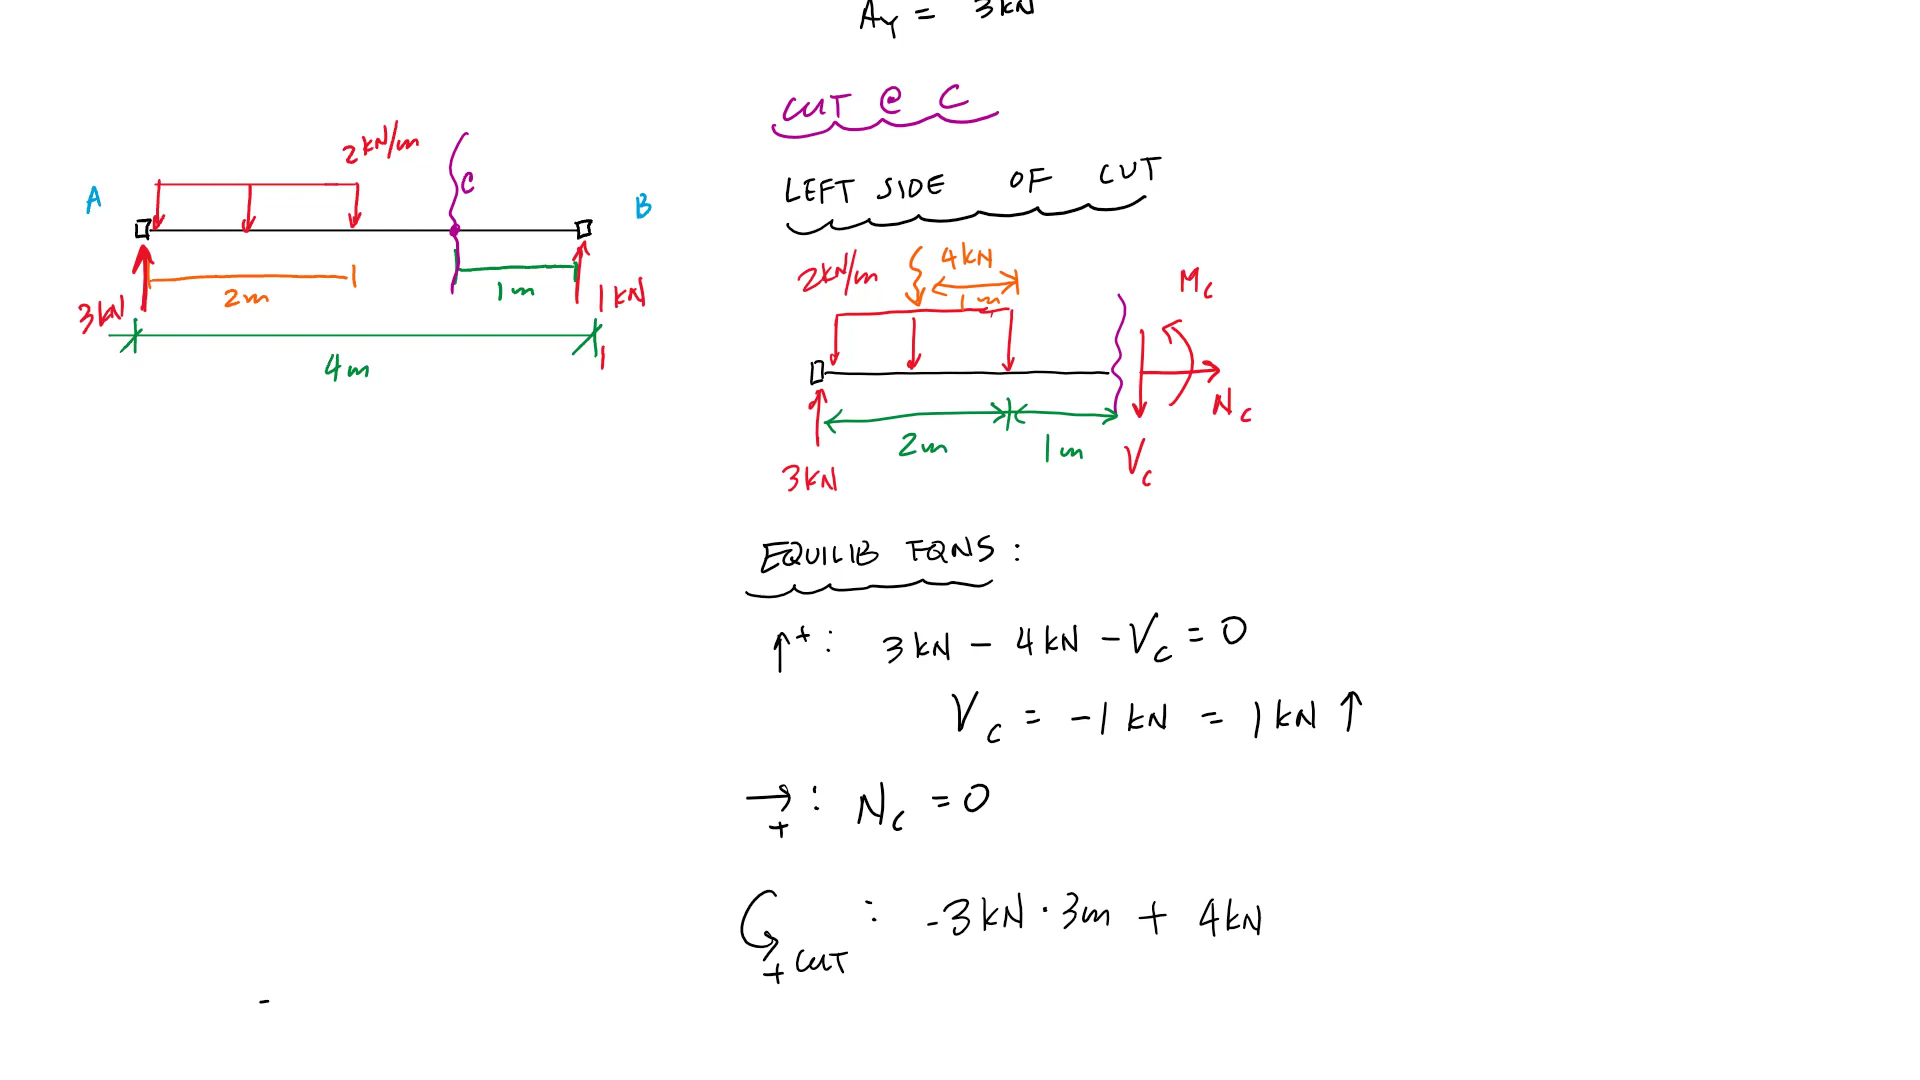 Ay = 3kN
CUT @ C
2kN/m
A
C
B
2m
1m
3kN
1kN
4m
LEFT SIDE OF CUT
4kN
2kN/m
1m
Mc
Nc
2m
1m
Vc
3kN
EQUILIB EQNS :
↑+ : 3kN - 4kN - Vc = 0
Vc = -1 kN = 1kN ↑
→+ : Nc = 0
+ CUT : -3kN · 3m + 4kN